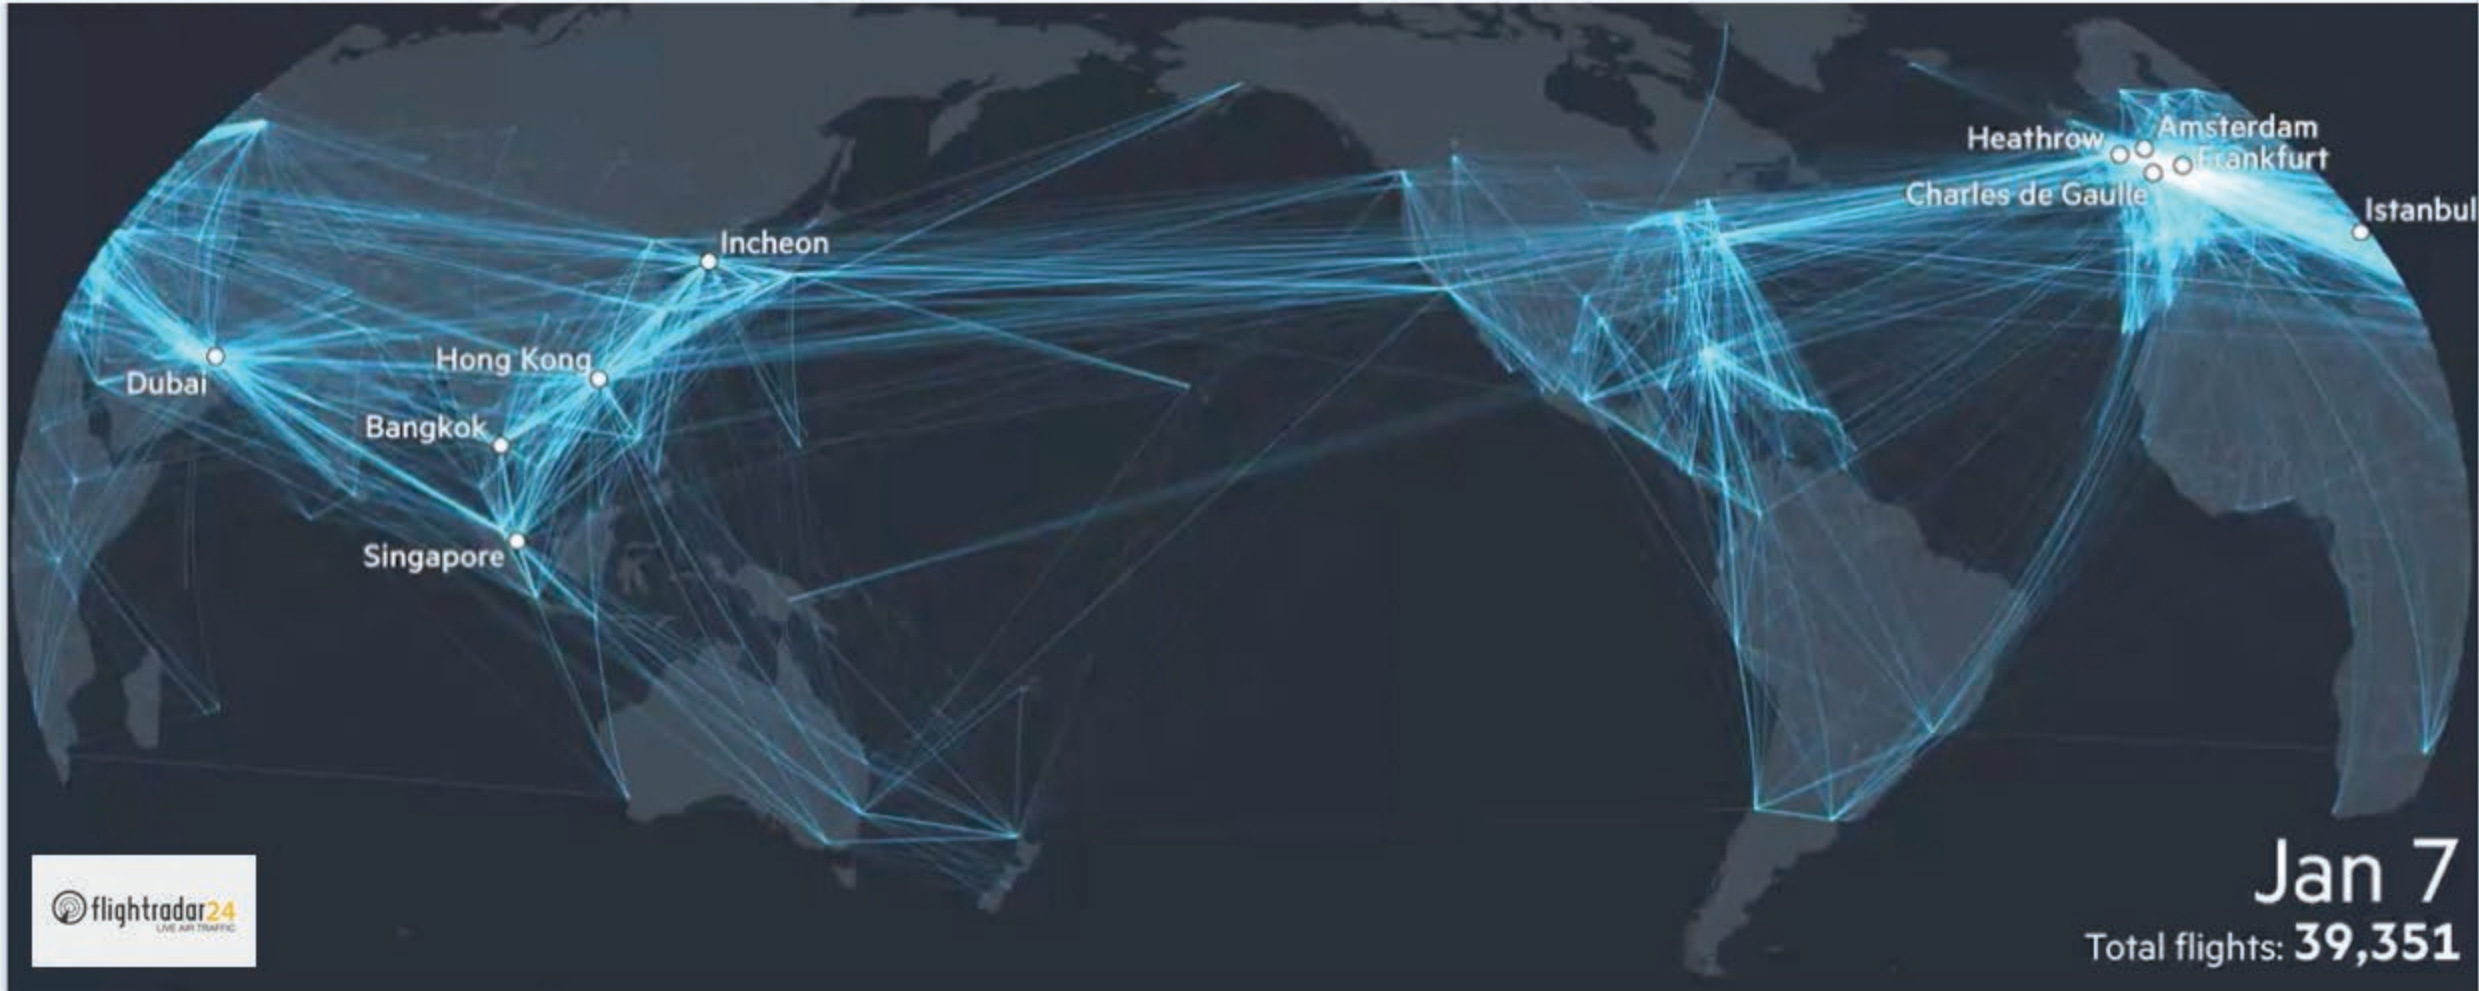 Amsterdam
Heathrow
Frankfurt
Charles de Gaulle
Istanbul
Incheon
Hong Kong
Dubai
Bangkok
Singapore
Jan 7
Total flights: 39,351
flightradar24
LIVE AIR TRAFFIC